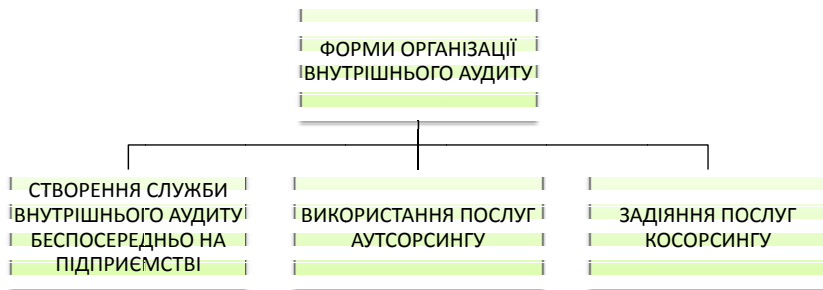 ФОРМИ ОРГАНІЗАЦІЇ
ВНУТРІШНЬОГО АУДИТУ
СТВОРЕННЯ СЛУЖБИ
ВНУТРІШНЬОГО АУДИТУ
БЕСПОСЕРЕДНЬО НА
ПІДПРИЄМСТВІ
ВИКОРИСТАННЯ ПОСЛУГ
АУТСОРСИНГУ
ЗАДІЯННЯ ПОСЛУГ
КОСОРСИНГУ